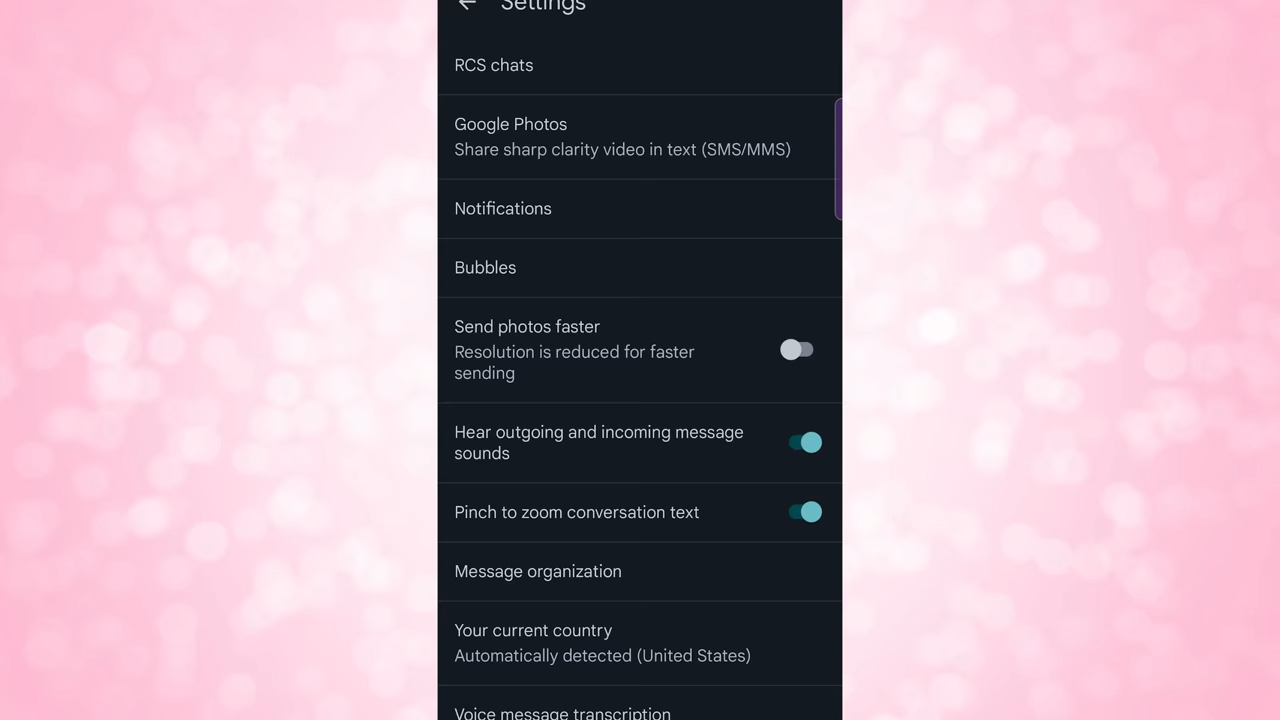 Settings
RCS chats
Google Photos
Share sharp clarity video in text (SMS/MMS)
Notifications
Bubbles
Send photos faster
Resolution is reduced for faster
sending
Hear outgoing and incoming message
sounds
Pinch to zoom conversation text
Message organization
Your current country
Automatically detected (United States)
Voice message transcription